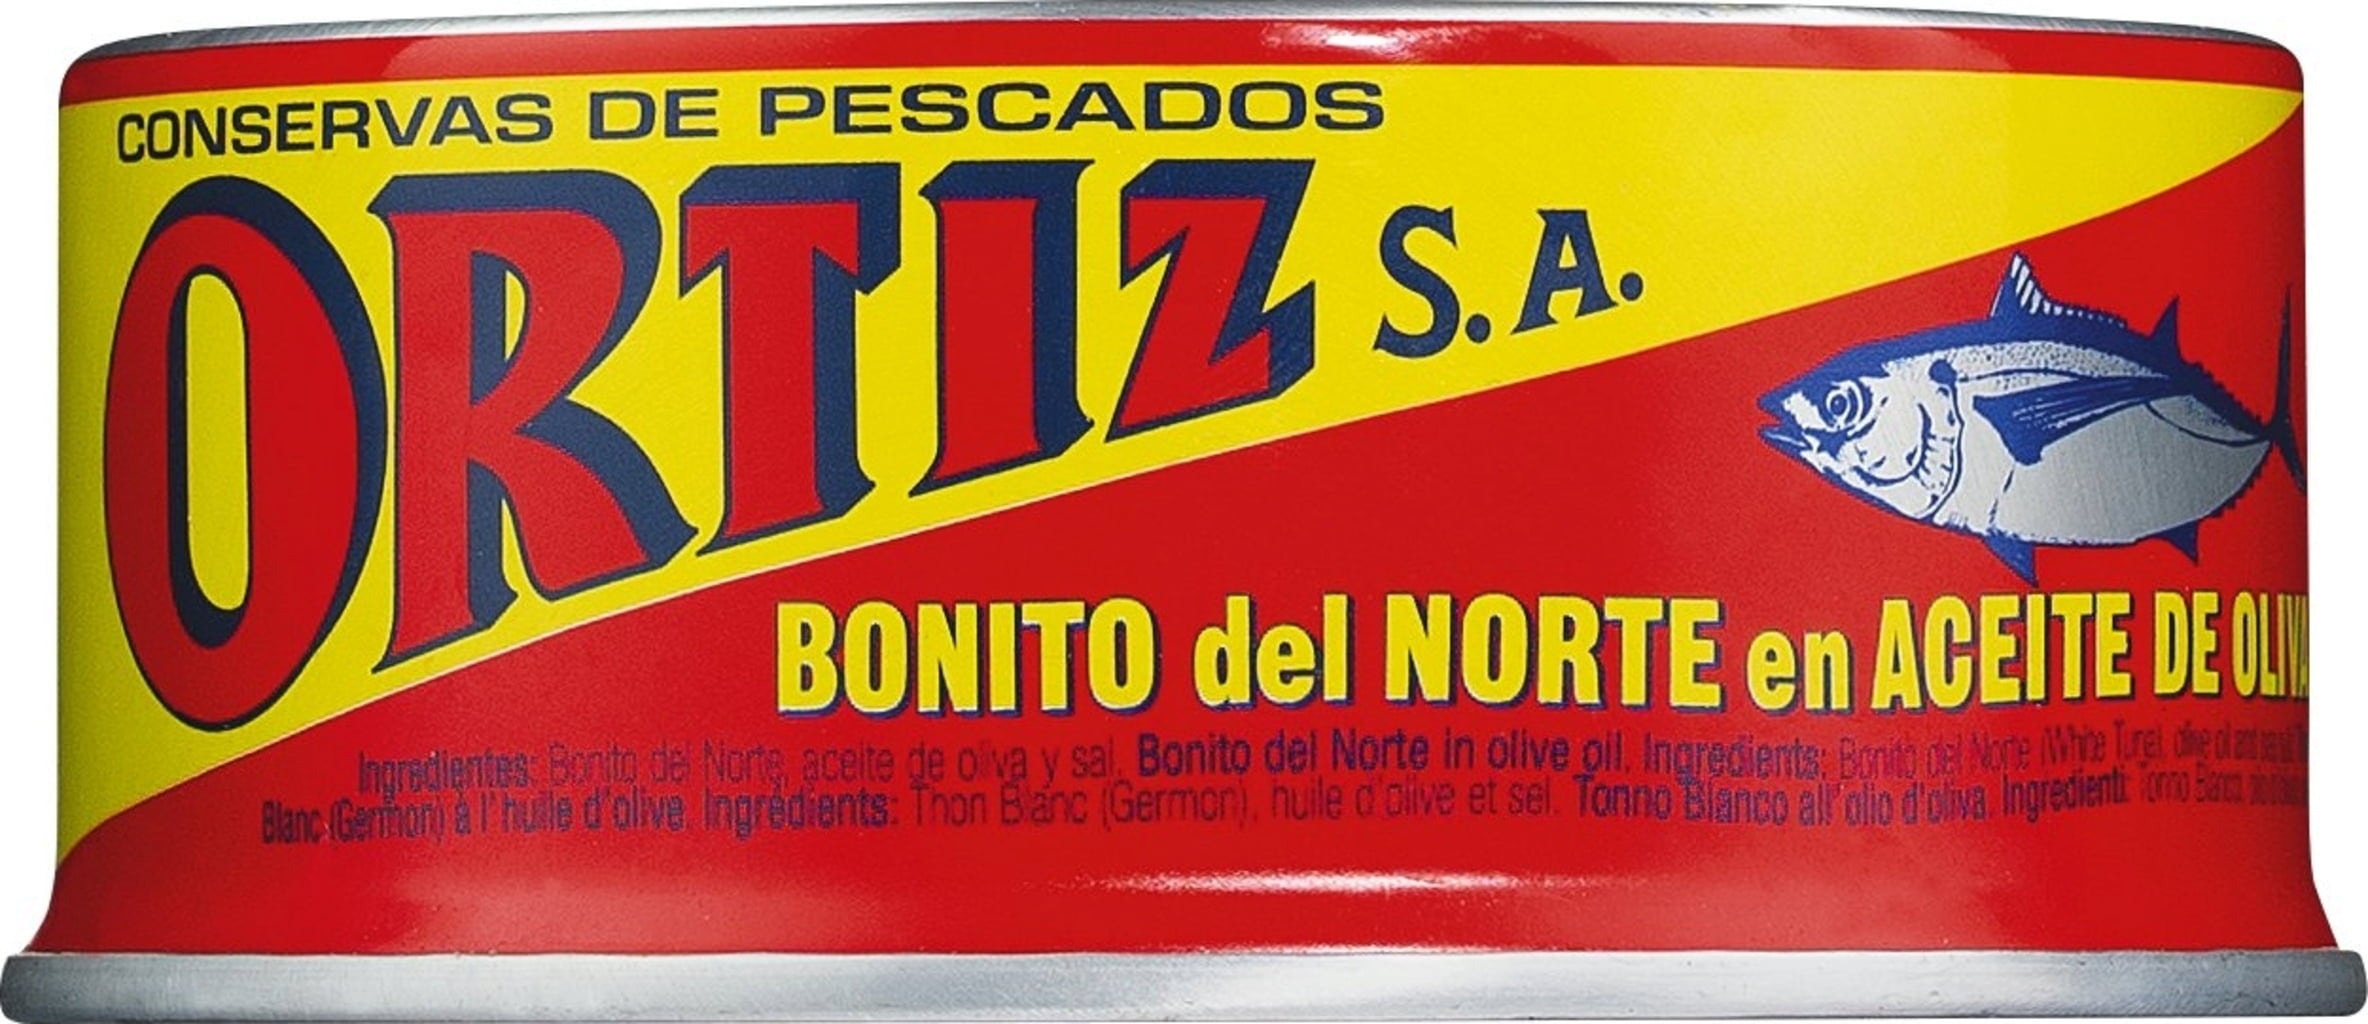 CONSERVAS DE PESCADOS
ORTIZ S.A.
BONITO del NORTE en ACEITE DE OLIVA
Ingredientes: Bonito del Norte, aceite de oliva y sal. Bonito del Norte in olive oil. Ingredients: Bonito del Norte (White Tuna), olive oil and
Blanc (Germon) à l'huile d'olive. Ingrédients: Thon Blanc (Germon), huile d'olive et sel. Tonno Bianco all'olio d'oliva. Ingredienti: Tonno Bianco,